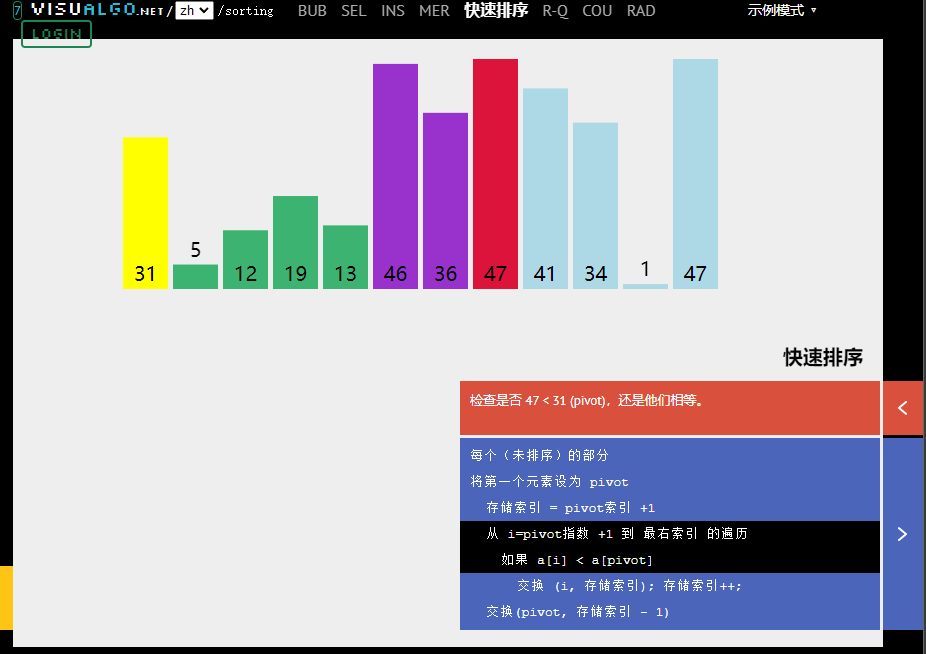 7 VISUALGO.NET/ zh /sorting BUB SEL INS MER 快速排序 R-Q COU RAD 示例模式 ▼
LOGIN
31 5 12 19 13 46 36 47 41 34 1 47
快速排序
检查是否 47 < 31 (pivot)，还是他们相等。
<
每个（未排序）的部分
将第一个元素设为 pivot
存储索引 = pivot索引 +1
从 i=pivot指数 +1 到 最右索引 的遍历
如果 a[i] < a[pivot]
>
交换 (i, 存储索引); 存储索引++;
交换(pivot, 存储索引 - 1)